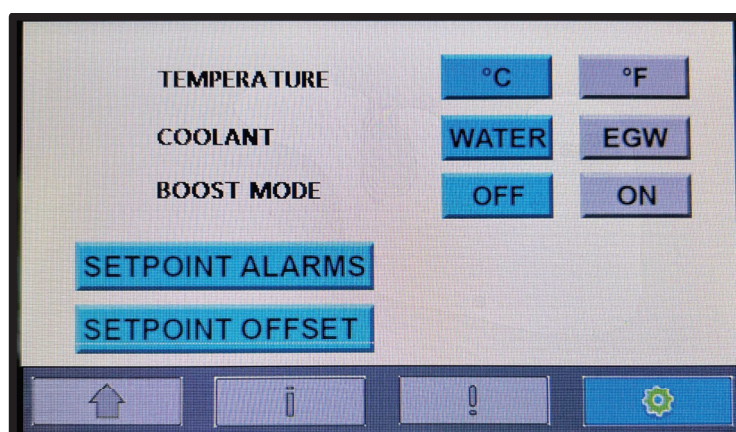 TEMPERATURE °C °F
COOLANT WATER EGW
BOOST MODE OFF ON
SETPOINT ALARMS
SETPOINT OFFSET
i !